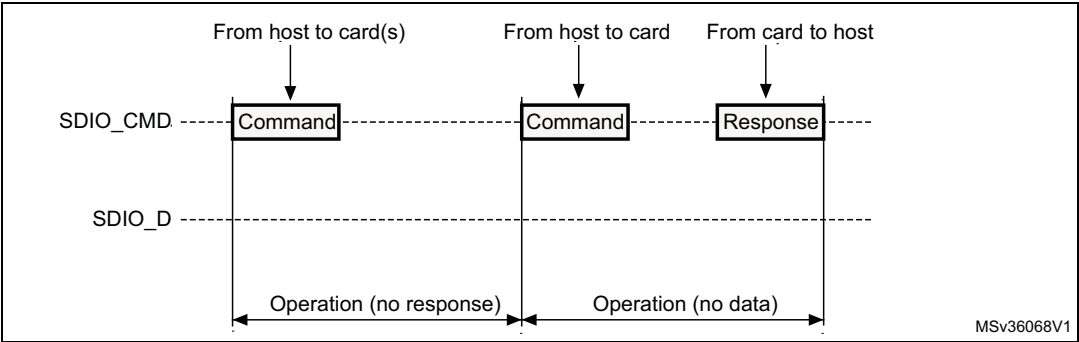 From host to card(s) From host to card From card to host
SDIO_CMD Command Command Response
SDIO_D
Operation (no response) Operation (no data)
MSv36068V1